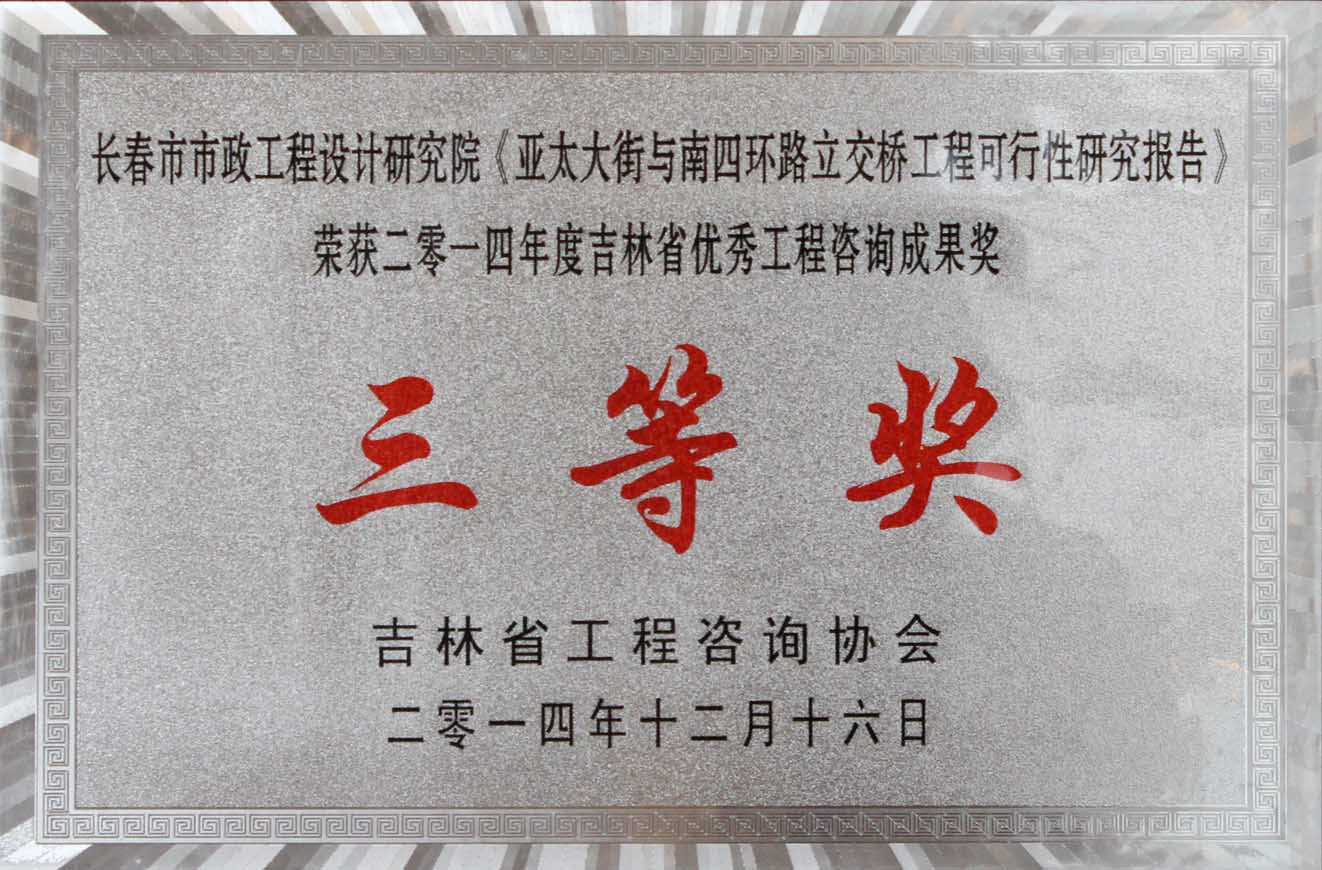 长春市市政工程设计研究院《亚太大街与南四环路立交桥工程可行性研究报告》
荣获二零一四年度吉林省优秀工程咨询成果奖
三等奖
吉林省工程咨询协会
二零一四年十二月十六日